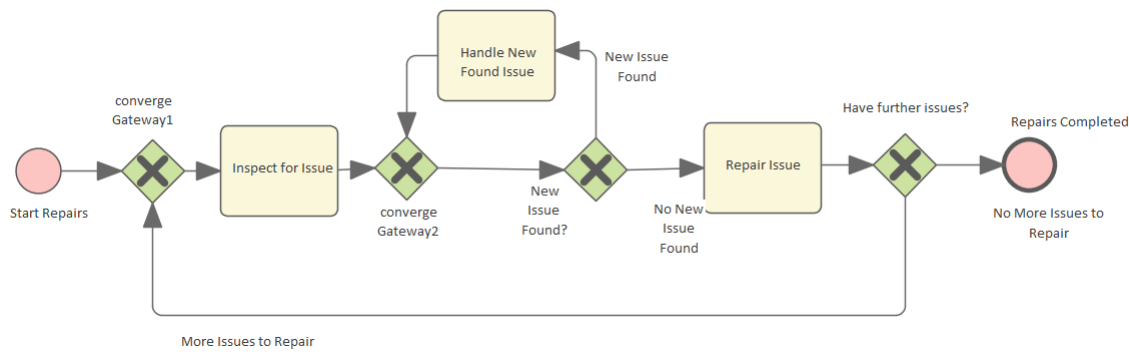 Handle New
Found Issue
New Issue
Found
converge
Gateway1
Have further issues?
Repairs Completed
Inspect for Issue
Repair Issue
Start Repairs
converge
Gateway2
New
Issue
Found?
No New
Issue
Found
No More Issues to
Repair
More Issues to Repair